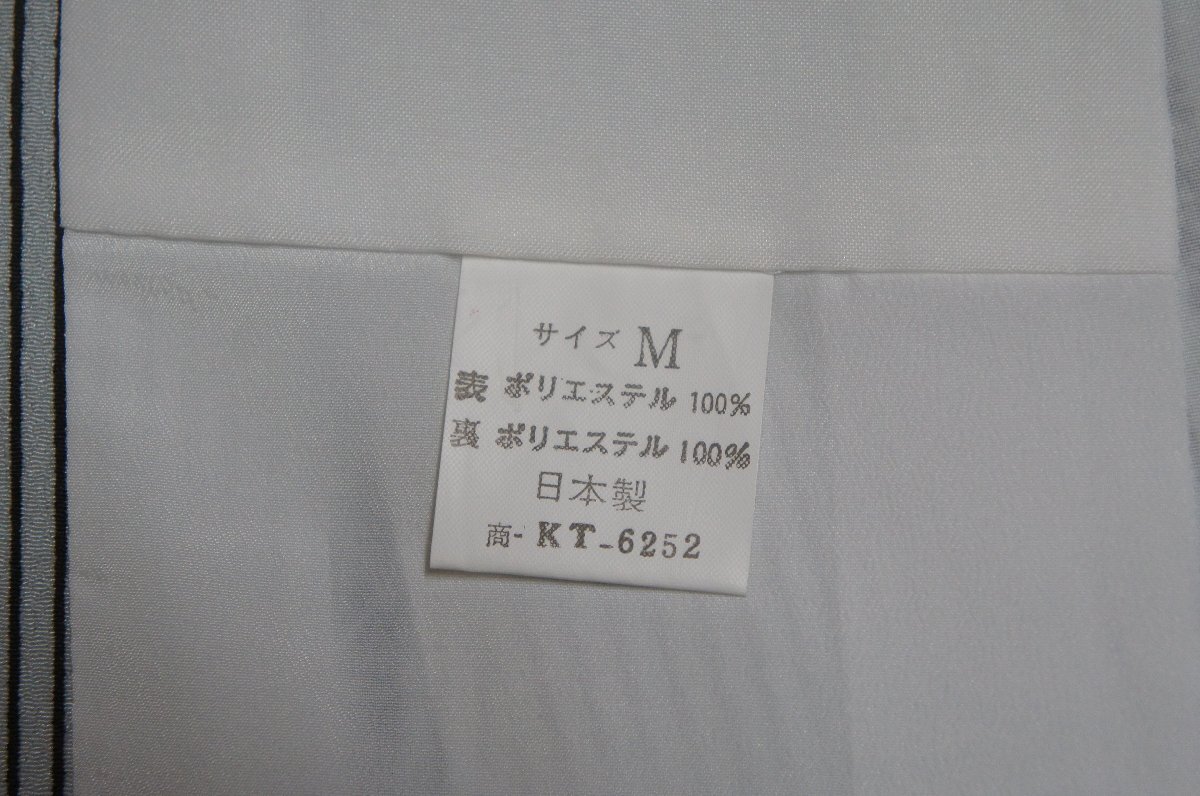 サイズ M
表 ポリエステル 100%
裏 ポリエステル 100%
日本製
商-KT-6252